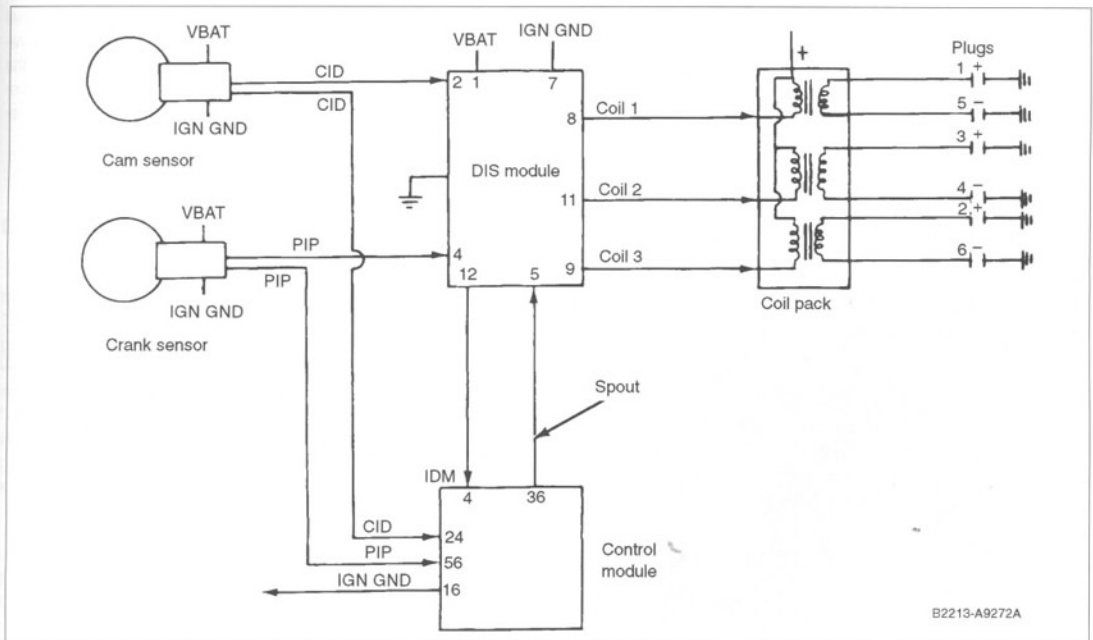 VBAT
CID
CID
IGN GND
Cam sensor
VBAT
PIP
PIP
IGN GND
Crank sensor
VBAT
IGN GND
2 1 7
8
DIS module
11
4
12 5 9
Coil 1
Coil 2
Coil 3
+
Coil pack
Plugs
1 +
5 -
3 +
4 -
2 +
6 -
Spout
IDM
4 36
CID
24
PIP
56
IGN GND
16
Control
module
B2213-A9272A